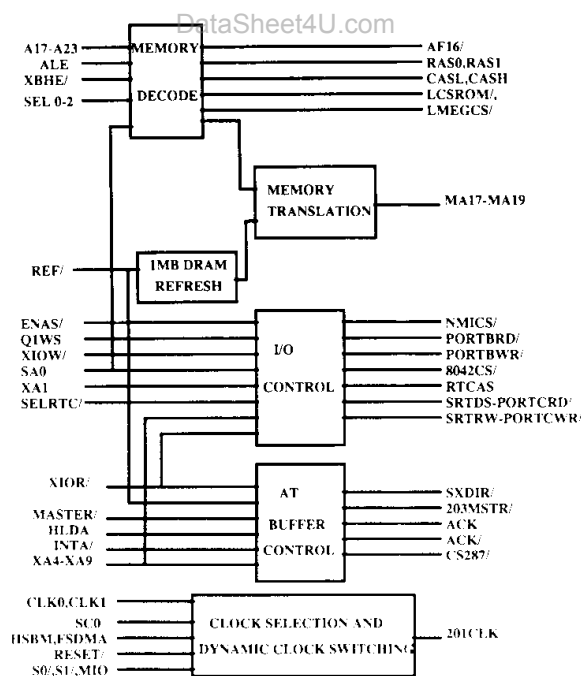 DataSheet4U.com
A17-A23 MEMORY AF16/
ALE RAS0,RAS1
XBHE/ CASL,CASH
SEL 0-2 DECODE LCSROM/,
LMEGCS/
MEMORY
TRANSLATION MA17-MA19
REF/ 1MB DRAM
REFRESH
ENAS/ NMICS/
Q1WS I/O PORTBRD/
XIOW/ PORTBWR/
SA0 8042CS/
XA1 CONTROL RTCAS
SELRTC/ SRTDS-PORTCRD/
SRTRW-PORTCWR/
XIOR/ AT SXDIR/
203MSTR/
MASTER/ BUFFER ACK
HLDA ACK/
INTA/ CONTROL CS287/
XA4-XA9
CLK0,CLK1
SC0 CLOCK SELECTION AND
HSBM,FSDMA 201CLK
RESET/ DYNAMIC CLOCK SWITCHING
S0/,S1/,MIO